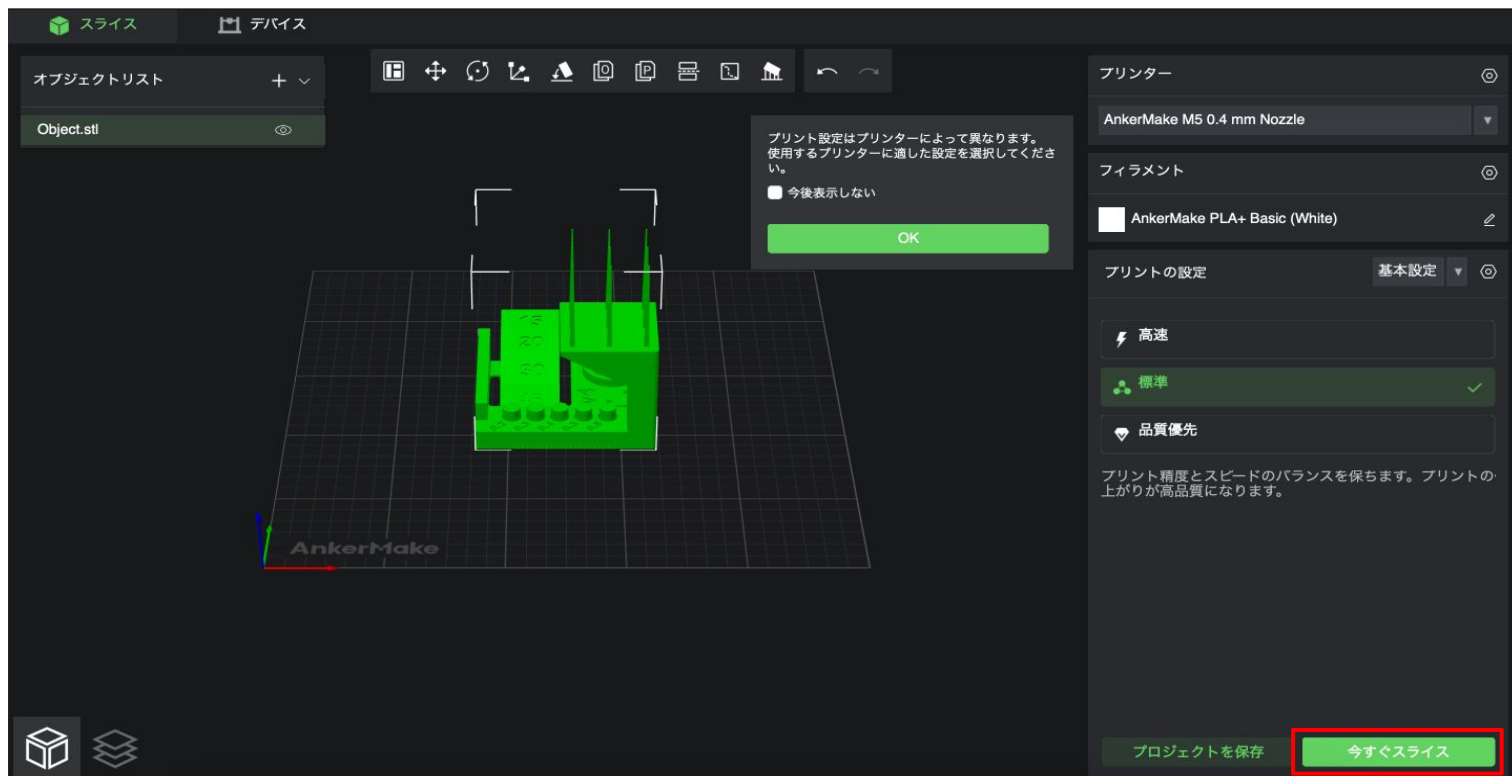 スライス
デバイス
オブジェクトリスト
Object.stl
プリント設定はプリンターによって異なります。
使用するプリンターに適した設定を選択してくださ
い。
今後表示しない
OK
AnkerMake
プリンター
AnkerMake M5 0.4 mm Nozzle
フィラメント
AnkerMake PLA+ Basic (White)
プリントの設定
基本設定
高速
標準
品質優先
プリント精度とスピードのバランスを保ちます。プリントの
上がりが高品質になります。
プロジェクトを保存
今すぐスライス